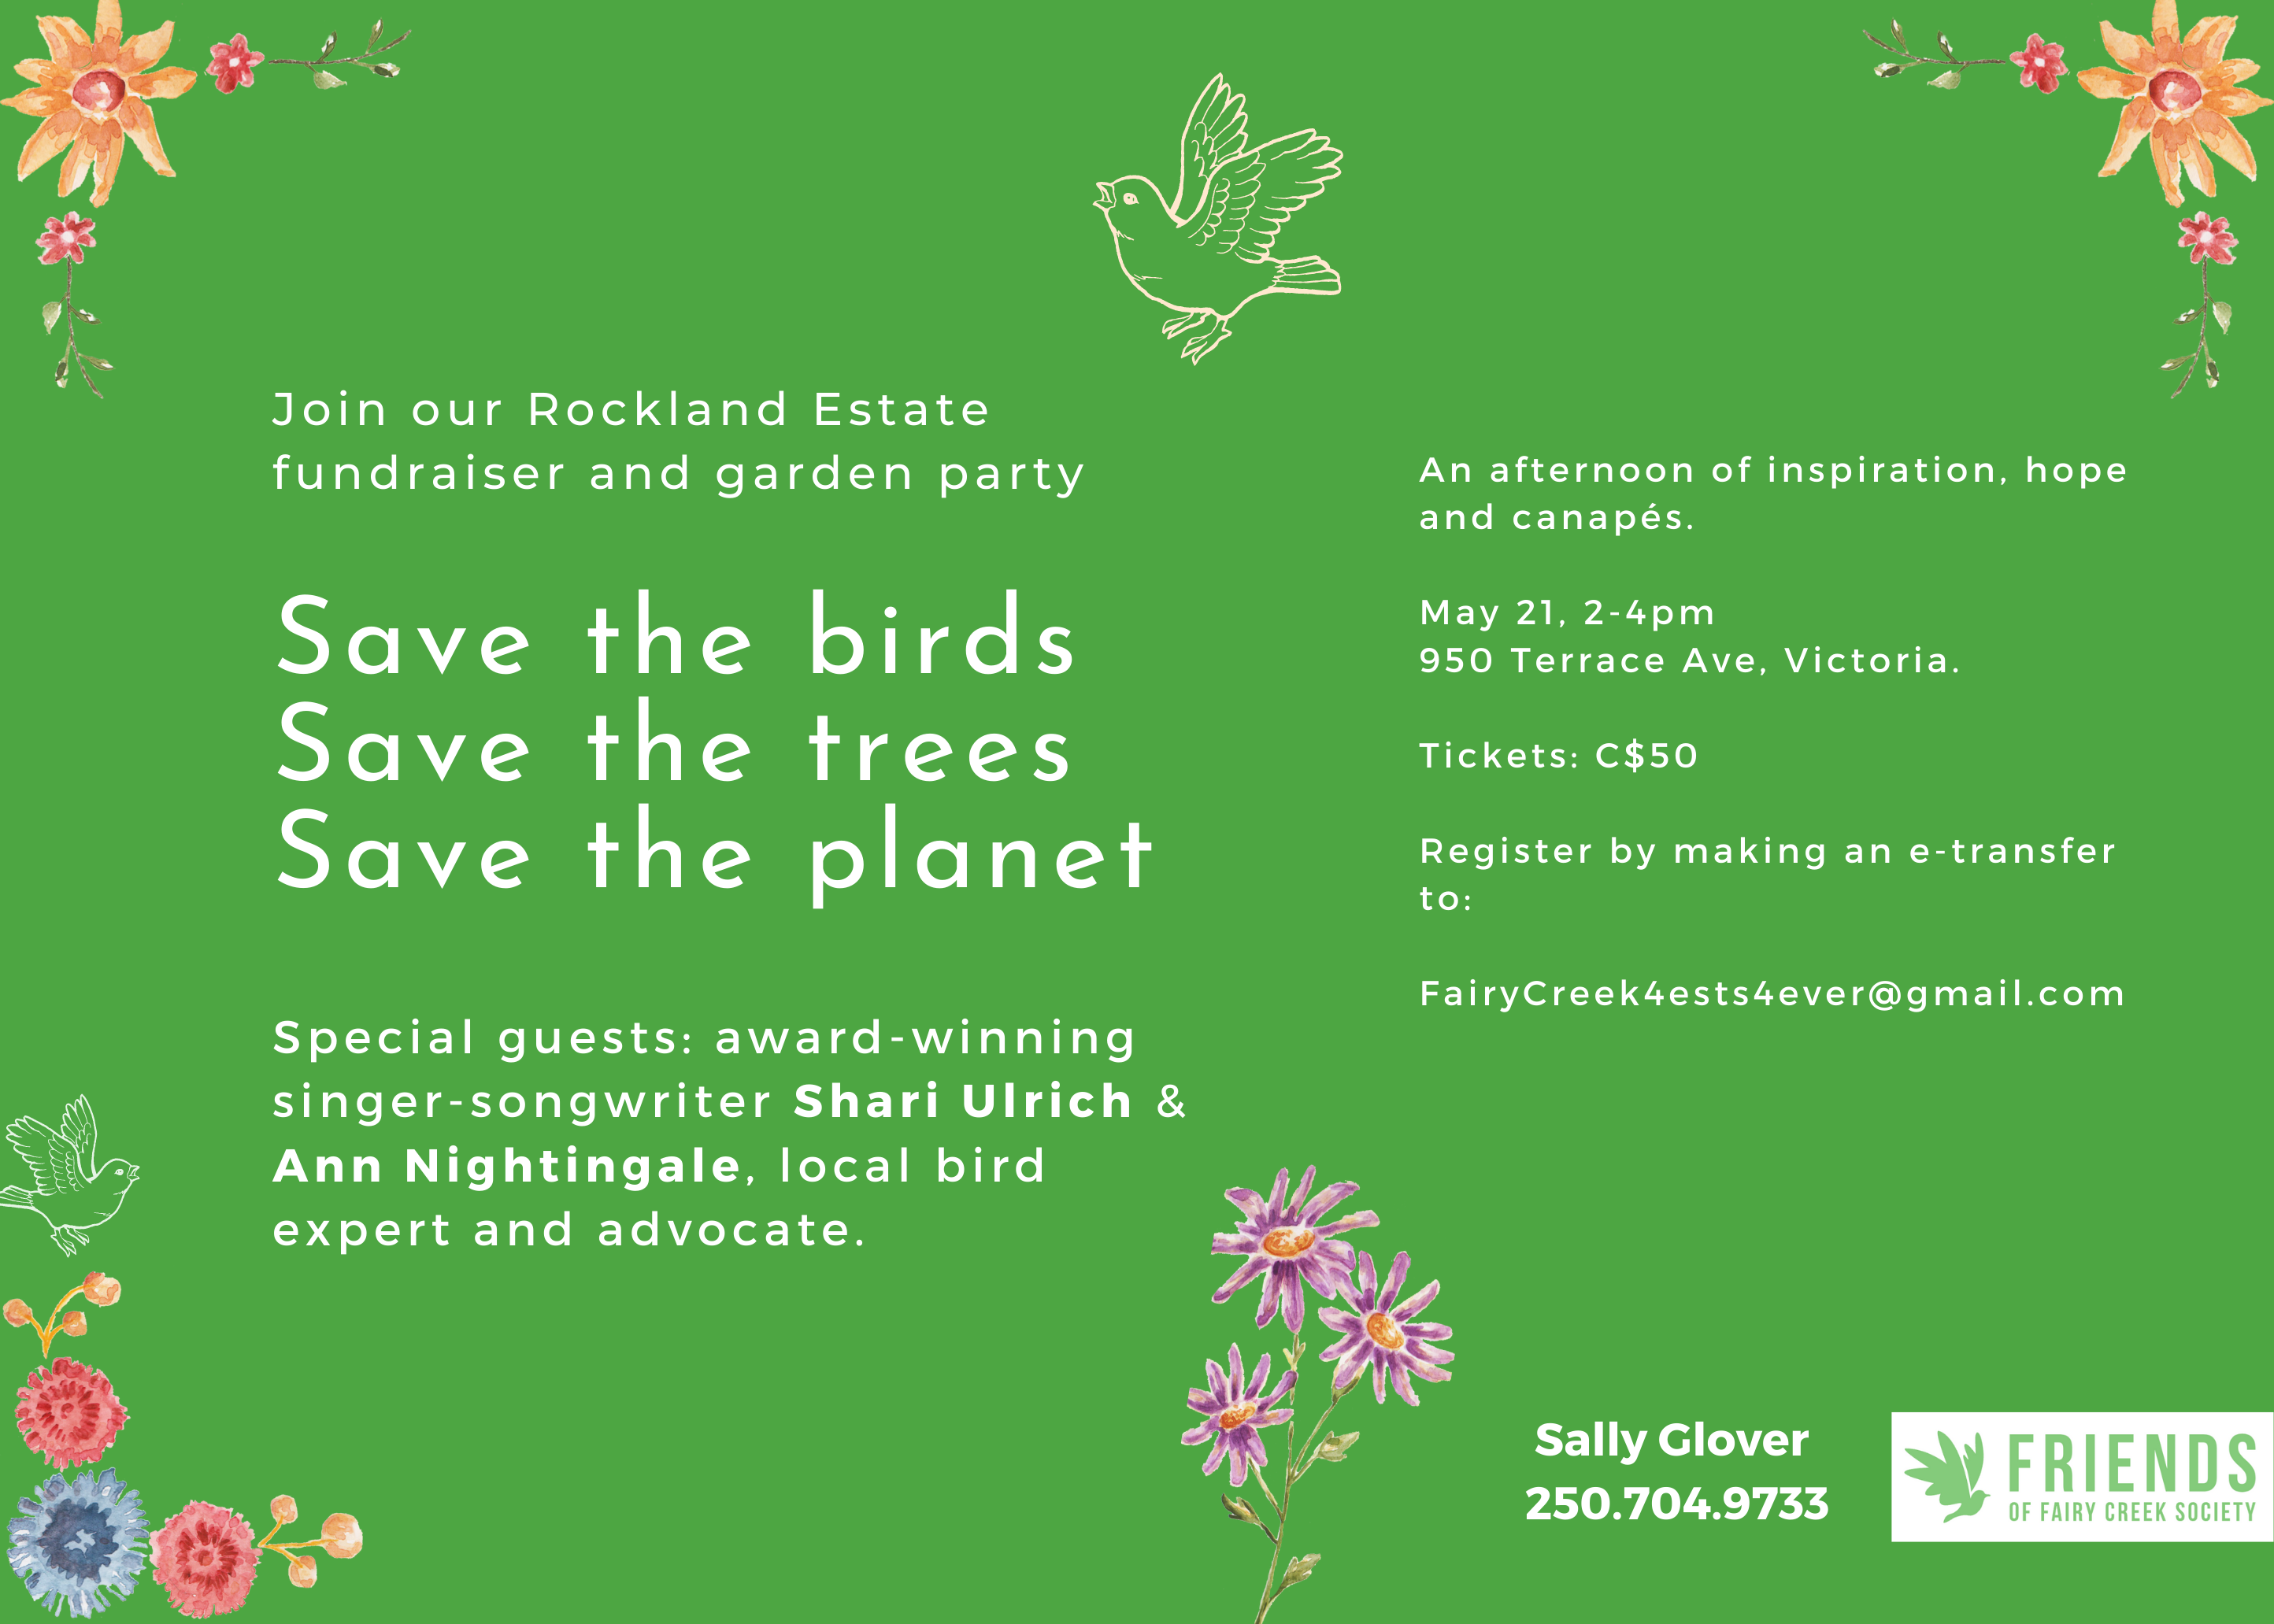 Join our Rockland Estate
fundraiser and garden party
Save the birds
Save the trees
Save the planet
Special guests: award-winning
singer-songwriter Shari Ulrich &
Ann Nightingale, local bird
expert and advocate.
An afternoon of inspiration, hope
and canapés.
May 21, 2-4pm
950 Terrace Ave, Victoria.
Tickets: C$50
Register by making an e-transfer
to:
FairyCreek4ests4ever@gmail.com
Sally Glover
250.704.9733
FRIENDS
OF FAIRY CREEK SOCIETY